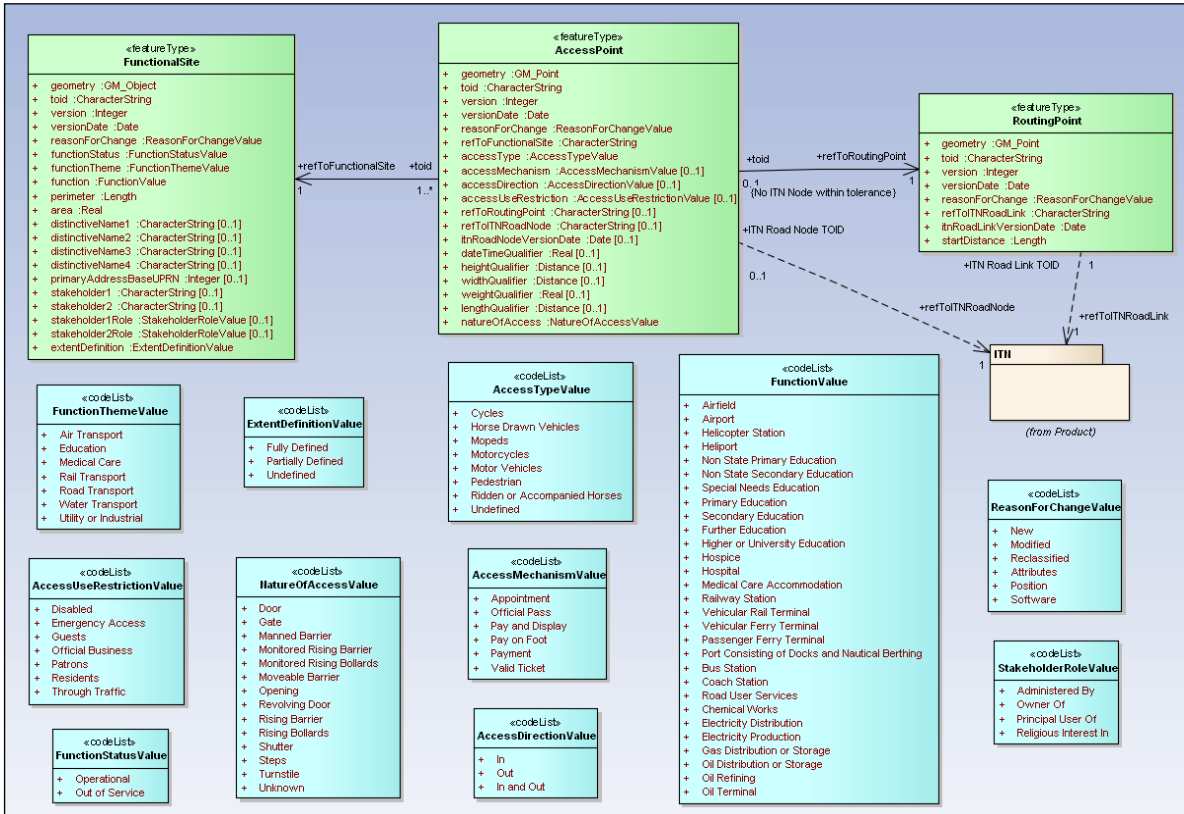 «featureType»
FunctionalSite
+ geometry :GM_Object
+ toid :CharacterString
+ version :Integer
+ versionDate :Date
+ reasonForChange :ReasonForChangeValue
+ functionStatus :FunctionStatusValue
+ functionTheme :FunctionThemeValue
+ function :FunctionValue
+ perimeter :Length
+ area :Real
+ distinctiveName1 :CharacterString [0..1]
+ distinctiveName2 :CharacterString [0..1]
+ distinctiveName3 :CharacterString [0..1]
+ distinctiveName4 :CharacterString [0..1]
+ primaryAddressBaseUPRN :Integer [0..1]
+ stakeholder1 :CharacterString [0..1]
+ stakeholder2 :CharacterString [0..1]
+ stakeholder1Role :StakeholderRoleValue [0..1]
+ stakeholder2Role :StakeholderRoleValue [0..1]
+ extentDefinition :ExtentDefinitionValue
+refToFunctionalSite
+toid
1
1..*
«featureType»
AccessPoint
+ geometry :GM_Point
+ toid :CharacterString
+ version :Integer
+ versionDate :Date
+ reasonForChange :ReasonForChangeValue
+ refToFunctionalSite :CharacterString
+ accessType :AccessTypeValue
+ accessMechanism :AccessMechanismValue [0..1]
+ accessDirection :AccessDirectionValue [0..1]
+ accessUseRestriction :AccessUseRestrictionValue [0..1]
+ refToRoutingPoint :CharacterString [0..1]
+ refToITNRoadNode :CharacterString [0..1]
+ itnRoadNodeVersionDate :Date [0..1]
+ dateTimeQualifier :Real [0..1]
+ heightQualifier :Distance [0..1]
+ widthQualifier :Distance [0..1]
+ weightQualifier :Real [0..1]
+ lengthQualifier :Distance [0..1]
+ natureOfAccess :NatureOfAccessValue
+toid
+refToRoutingPoint
0..1
1
{No ITN Node within tolerance}
+ITN Road Node TOID
0..1
+refToITNRoadNode
1
«featureType»
RoutingPoint
+ geometry :GM_Point
+ toid :CharacterString
+ version :Integer
+ versionDate :Date
+ reasonForChange :ReasonForChangeValue
+ refToITNRoadLink :CharacterString
+ itnRoadLinkVersionDate :Date
+ startDistance :Length
+ITN Road Link TOID
1
+refToITNRoadLink
1
ITN
(from Product)
«codeList»
FunctionThemeValue
+ Air Transport
+ Education
+ Medical Care
+ Rail Transport
+ Road Transport
+ Water Transport
+ Utility or Industrial
«codeList»
ExtentDefinitionValue
+ Fully Defined
+ Partially Defined
+ Undefined
«codeList»
AccessTypeValue
+ Cycles
+ Horse Drawn Vehicles
+ Mopeds
+ Motorcycles
+ Motor Vehicles
+ Pedestrian
+ Ridden or Accompanied Horses
+ Undefined
«codeList»
FunctionValue
+ Airfield
+ Airport
+ Helicopter Station
+ Heliport
+ Non State Primary Education
+ Non State Secondary Education
+ Special Needs Education
+ Primary Education
+ Secondary Education
+ Further Education
+ Higher or University Education
+ Hospice
+ Hospital
+ Medical Care Accommodation
+ Railway Station
+ Vehicular Rail Terminal
+ Vehicular Ferry Terminal
+ Passenger Ferry Terminal
+ Port Consisting of Docks and Nautical Berthing
+ Bus Station
+ Coach Station
+ Road User Services
+ Chemical Works
+ Electricity Distribution
+ Electricity Production
+ Gas Distribution or Storage
+ Oil Distribution or Storage
+ Oil Refining
+ Oil Terminal
«codeList»
ReasonForChangeValue
+ New
+ Modified
+ Reclassified
+ Attributes
+ Position
+ Software
«codeList»
AccessUseRestrictionValue
+ Disabled
+ Emergency Access
+ Guests
+ Official Business
+ Patrons
+ Residents
+ Through Traffic
«codeList»
NatureOfAccessValue
+ Door
+ Gate
+ Manned Barrier
+ Monitored Rising Barrier
+ Monitored Rising Bollards
+ Moveable Barrier
+ Opening
+ Revolving Door
+ Rising Barrier
+ Rising Bollards
+ Shutter
+ Steps
+ Turnstile
+ Unknown
«codeList»
AccessMechanismValue
+ Appointment
+ Official Pass
+ Pay and Display
+ Pay on Foot
+ Payment
+ Valid Ticket
«codeList»
StakeholderRoleValue
+ Administered By
+ Owner Of
+ Principal User Of
+ Religious Interest In
«codeList»
FunctionStatusValue
+ Operational
+ Out of Service
«codeList»
AccessDirectionValue
+ In
+ Out
+ In and Out